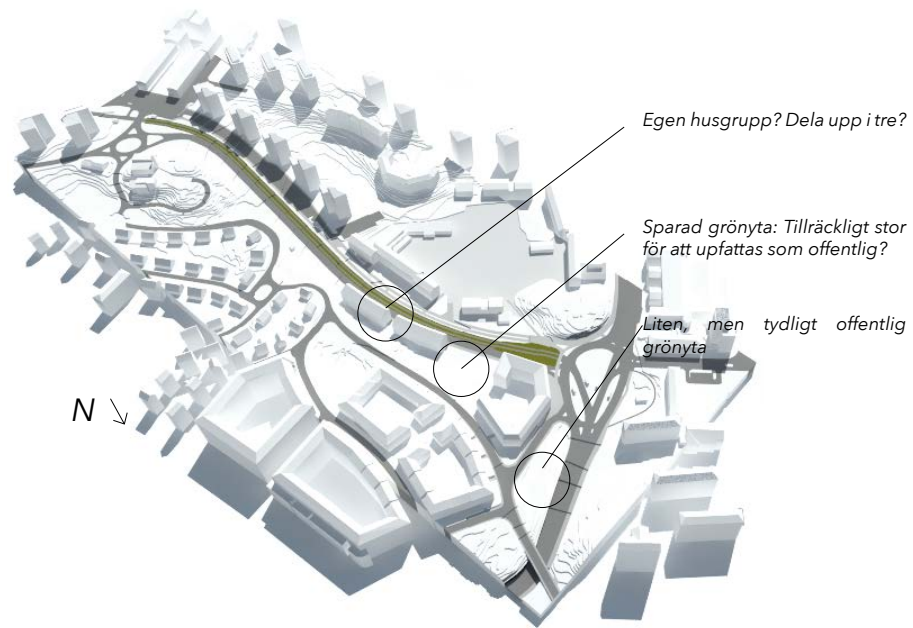 Egen husgrupp? Dela upp i tre?
Sparad grönyta: Tillräckligt stor
för att upfattas som offentlig?
Liten, men tydligt offentlig
grönyta
N